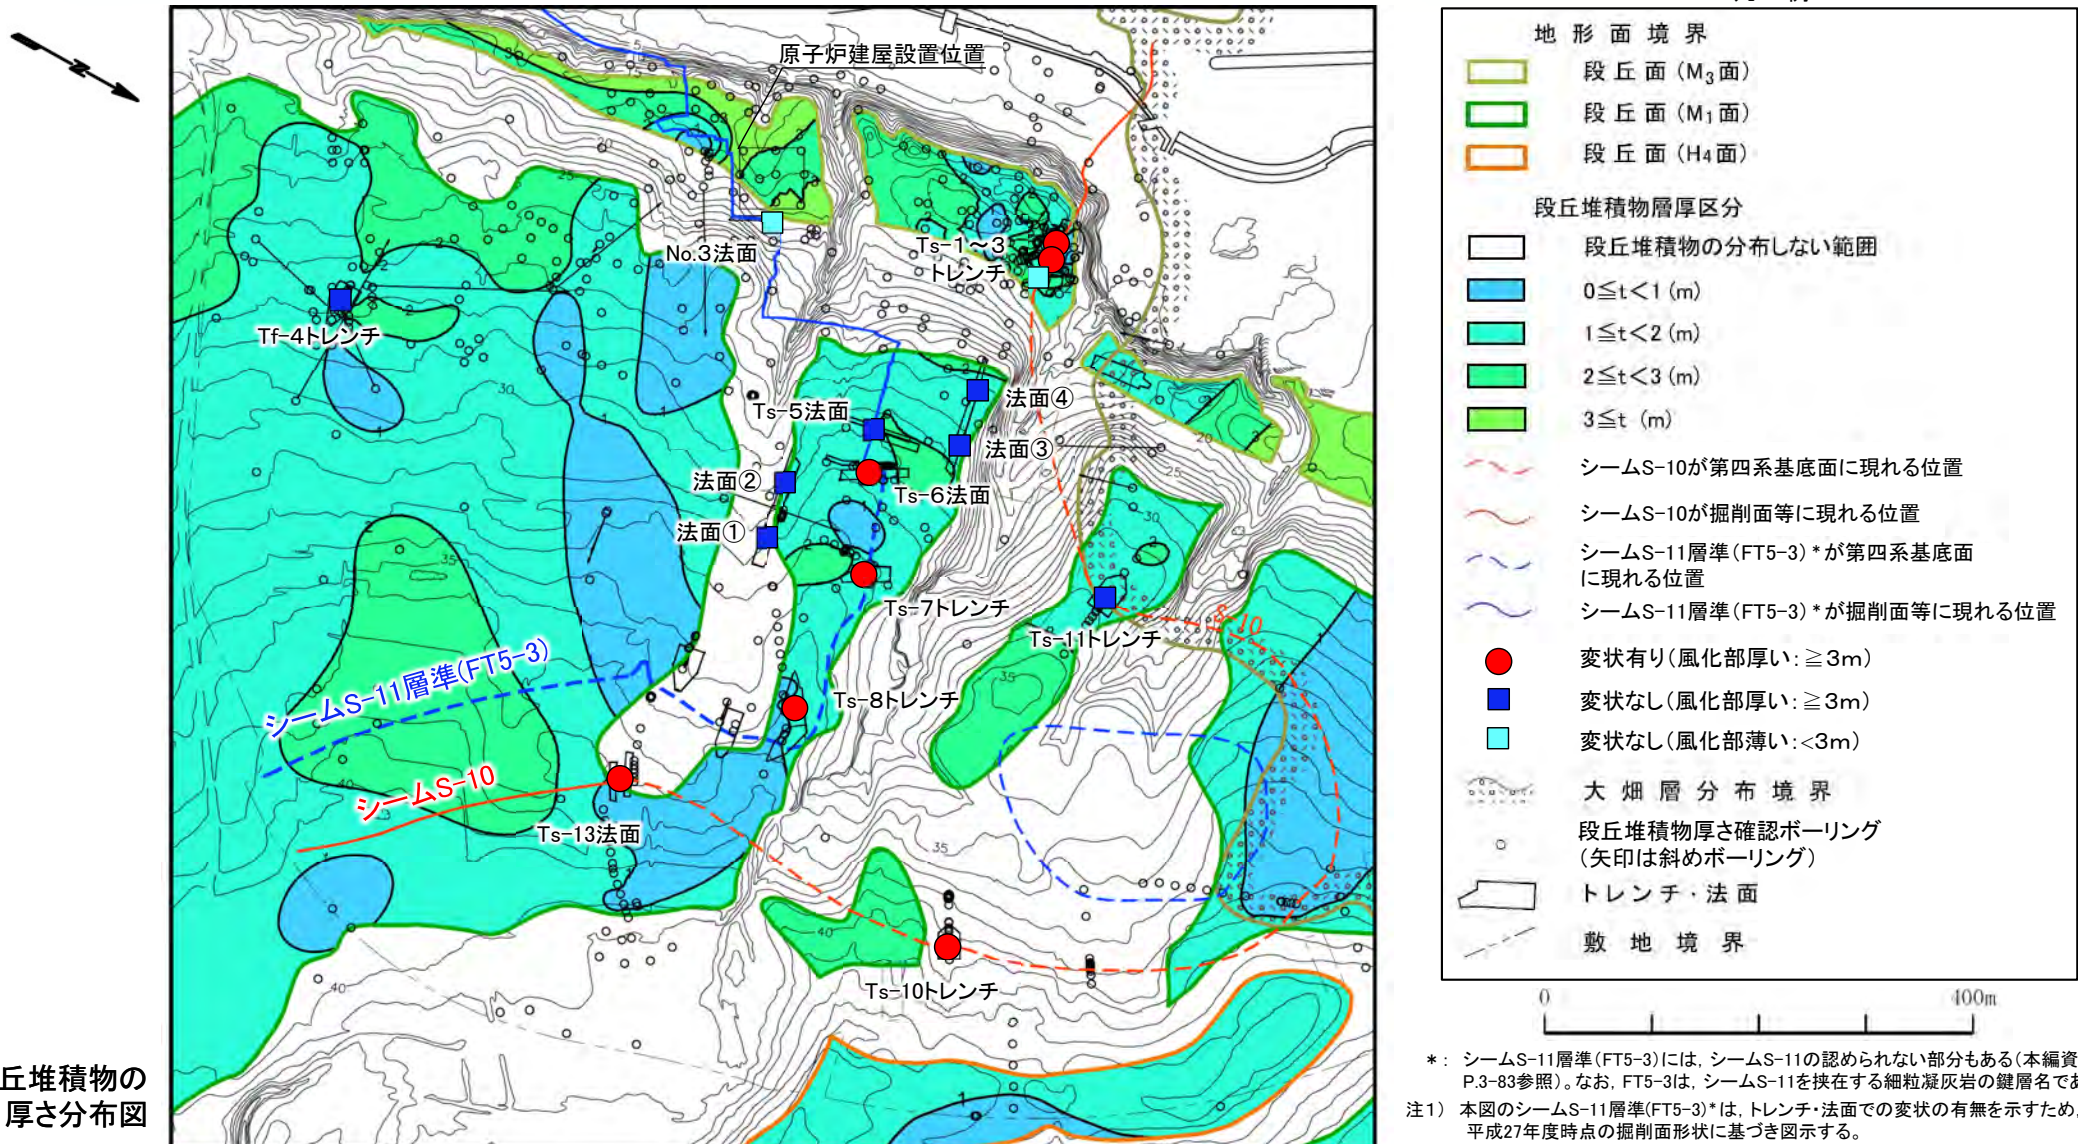 原子炉建屋設置位置
No.3法面
Ts-1～3
トレンチ
Tf-4トレンチ
Ts-5法面
法面④
法面③
法面②
Ts-6法面
法面①
Ts-7トレンチ
Ts-11トレンチ
S-10
シームS-11層準(FT5-3)
Ts-8トレンチ
シームS-10
Ts-13法面
Ts-10トレンチ
丘堆積物の
厚さ分布図
地形面境界
段丘面(M3面)
段丘面(M1面)
段丘面(H4面)
段丘堆積物層厚区分
段丘堆積物の分布しない範囲
0≦t<1(m)
1≦t<2(m)
2≦t<3(m)
3≦t (m)
シームS-10が第四系基底面に現れる位置
シームS-10が掘削面等に現れる位置
シームS-11層準(FT5-3)*が第四系基底面
に現れる位置
シームS-11層準(FT5-3)*が掘削面等に現れる位置
変状有り(風化部厚い:≧3m)
変状なし(風化部厚い:≧3m)
変状なし(風化部薄い:<3m)
大畑層分布境界
段丘堆積物厚さ確認ボーリング
(矢印は斜めボーリング)
トレンチ・法面
敷地境界
0 400m
*: シームS-11層準(FT5-3)には，シームS-11の認められない部分もある(本編資
P.3-83参照)。なお，FT5-3は，シームS-11を挟在する細粒凝灰岩の鍵層名であ
注1) 本図のシームS-11層準(FT5-3)*は，トレンチ・法面での変状の有無を示すため，
平成27年度時点の掘削面形状に基づき図示する。